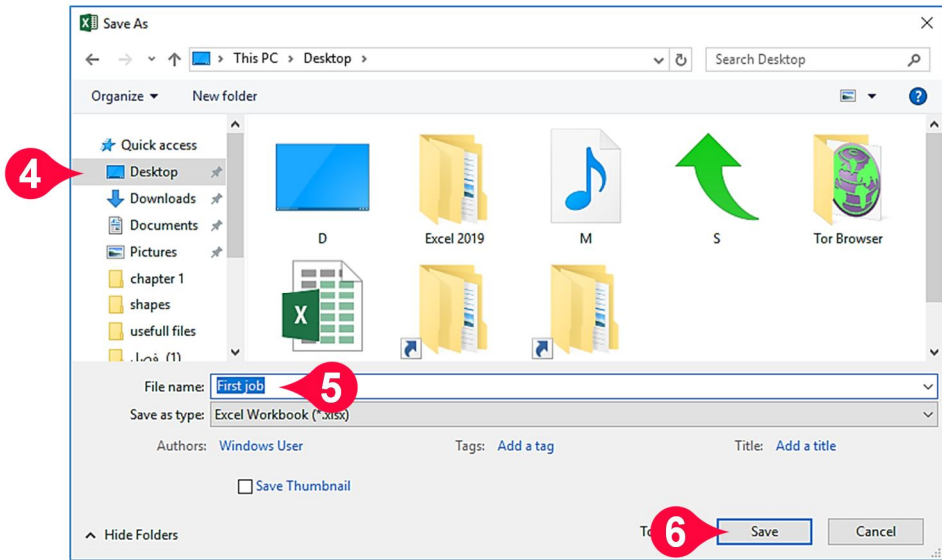 Save As
This PC > Desktop >
Search Desktop
Organize
New folder
Quick access
Desktop
Downloads
Documents
Pictures
chapter 1
shapes
usefull files
فصل (1)
D
Excel 2019
M
S
Tor Browser
4
File name: First job
5
Save as type: Excel Workbook (*.xlsx)
Authors: Windows User
Tags: Add a tag
Title: Add a title
Save Thumbnail
Hide Folders
6
Save
Cancel